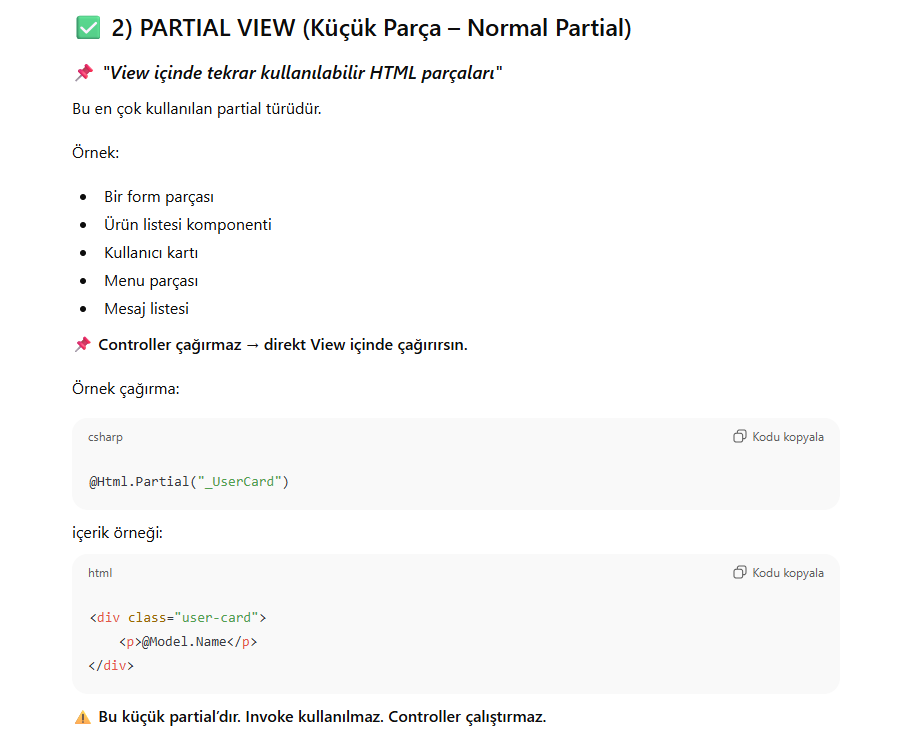 ✅ 2) PARTIAL VIEW (Küçük Parça – Normal Partial)
📌 "View içinde tekrar kullanılabilir HTML parçaları"
Bu en çok kullanılan partial türüdür.
Örnek:
• Bir form parçası
• Ürün listesi komponenti
• Kullanıcı kartı
• Menu parçası
• Mesaj listesi
📌 Controller çağırmaz → direkt View içinde çağırırsın.
Örnek çağırma:
csharp Kodu kopyala
@Html.Partial("_UserCard")
içerik örneği:
html Kodu kopyala
<div class="user-card">
    <p>@Model.Name</p>
</div>
⚠️ Bu küçük partial’dır. Invoke kullanılmaz. Controller çalıştırmaz.